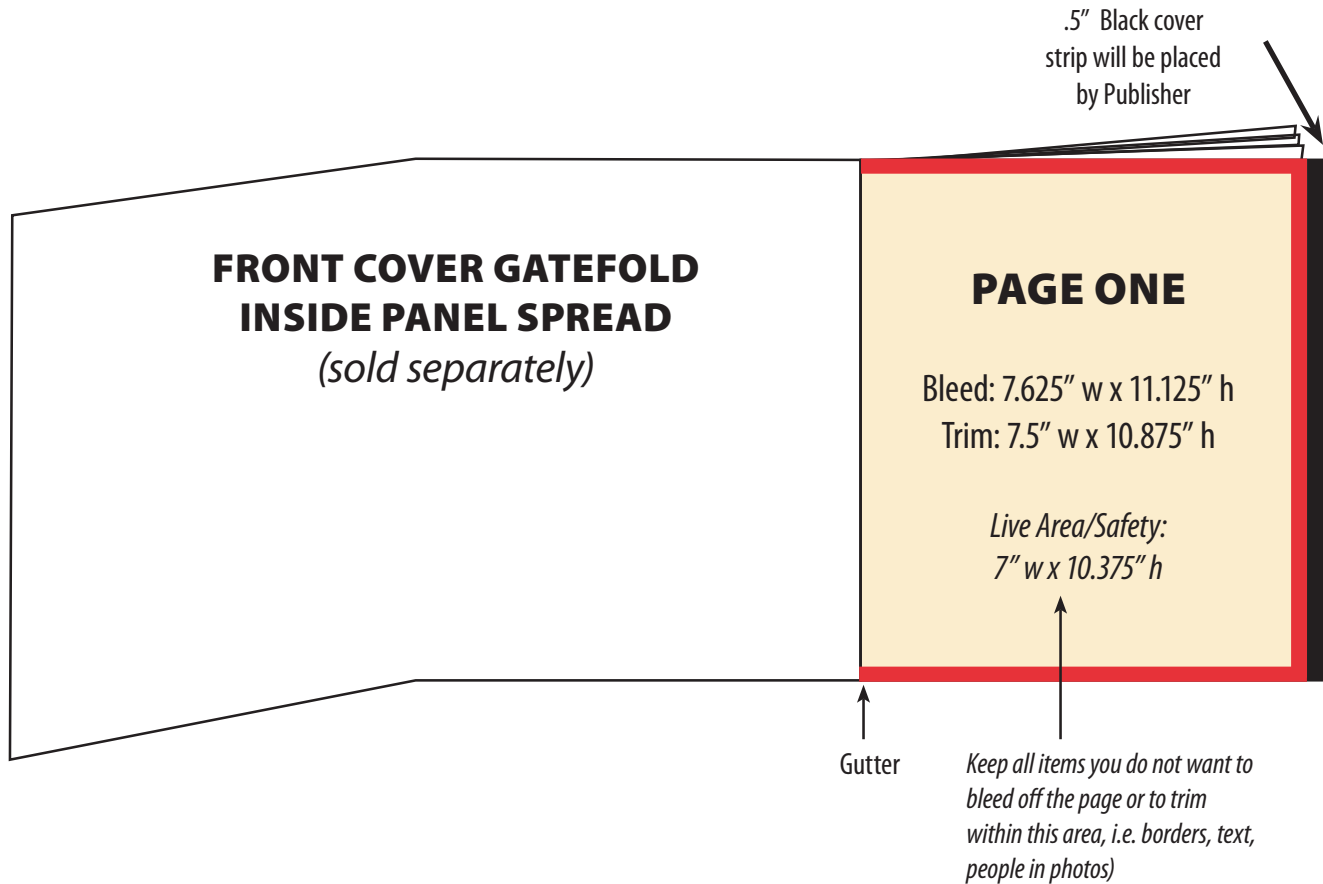 .5” Black cover
strip will be placed
by Publisher
FRONT COVER GATEFOLD
INSIDE PANEL SPREAD
(sold separately)
PAGE ONE
Bleed: 7.625” w x 11.125” h
Trim: 7.5” w x 10.875” h
Live Area/Safety:
7” w x 10.375” h
Gutter
Keep all items you do not want to
bleed off the page or to trim
within this area, i.e. borders, text,
people in photos)